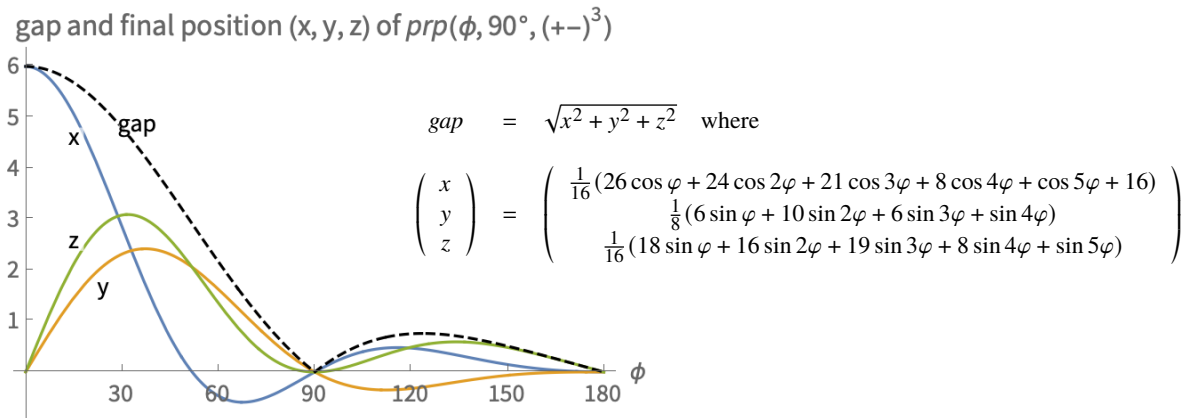 gap and final position (x, y, z) of prp(ϕ, 90°, (+−)³)
6
5
4
3
2
1
gap
x
z
y
30 60 90 120 150 180 ϕ
gap = √(x² + y² + z²) where
( x y z ) = (
1/16 (26 cos φ + 24 cos 2φ + 21 cos 3φ + 8 cos 4φ + cos 5φ + 16)
1/8 (6 sin φ + 10 sin 2φ + 6 sin 3φ + sin 4φ)
1/16 (18 sin φ + 16 sin 2φ + 19 sin 3φ + 8 sin 4φ + sin 5φ)
)